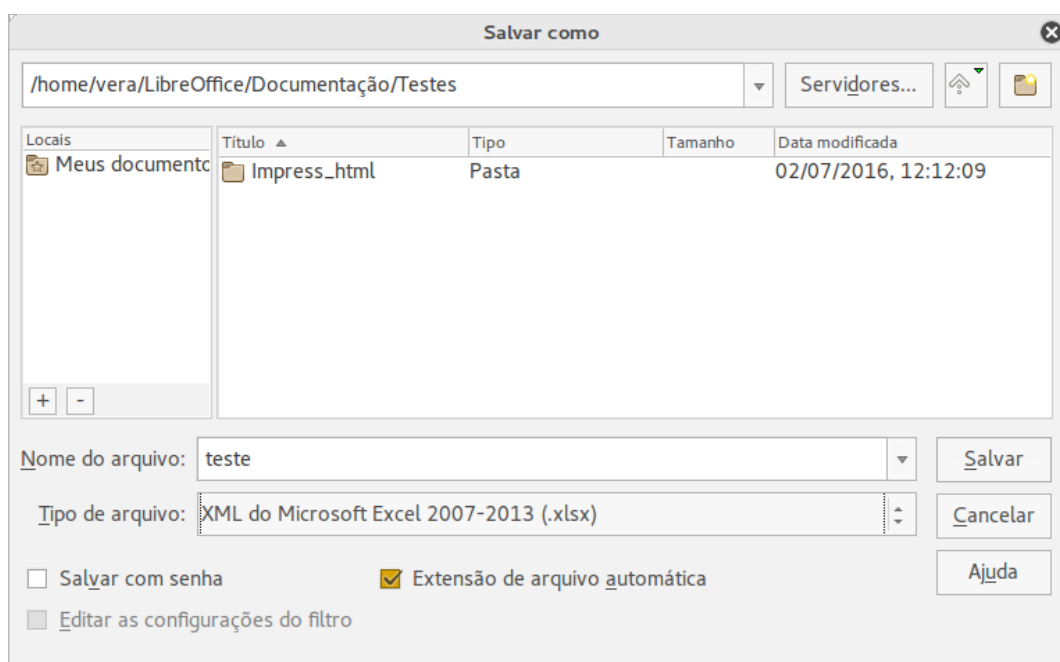 Salvar como
/home/vera/LibreOffice/Documentação/Testes
Servidores...
Locais
Título Tipo Tamanho Data modificada
Meus documento
Impress_html Pasta 02/07/2016, 12:12:09
+ -
Nome do arquivo: teste
Salvar
Tipo de arquivo: XML do Microsoft Excel 2007-2013 (.xlsx)
Cancelar
Salvar com senha Extensão de arquivo automática
Ajuda
Editar as configurações do filtro